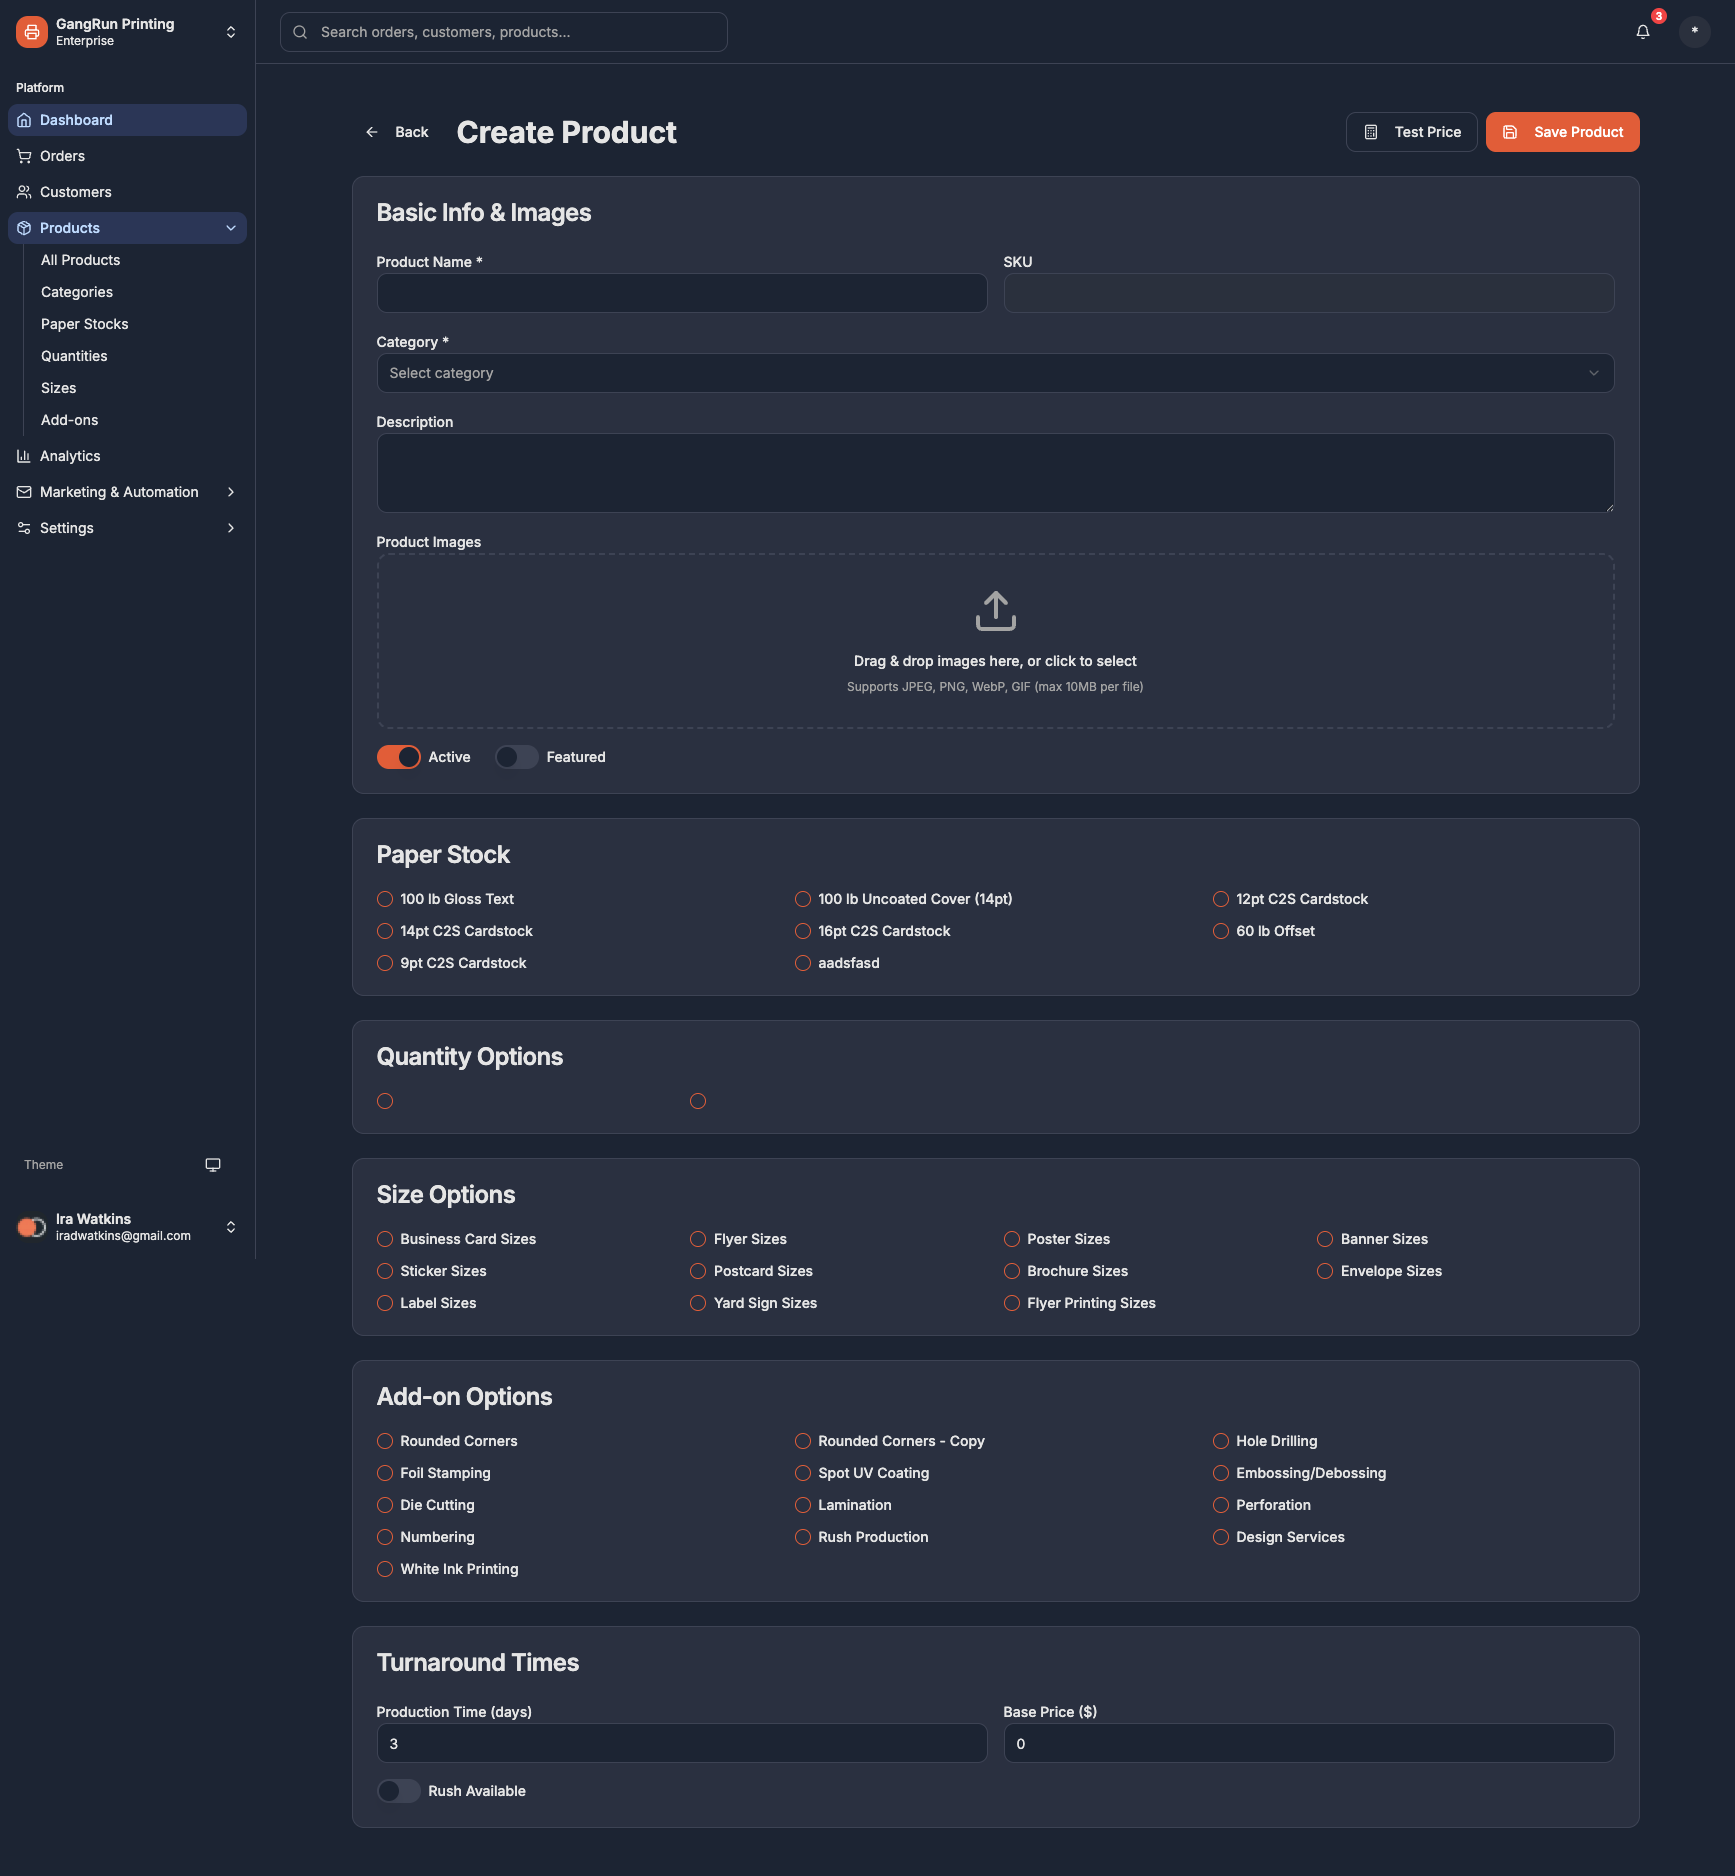 GangRun Printing
Enterprise
Platform
Dashboard
Orders
Customers
Products
All Products
Categories
Paper Stocks
Quantities
Sizes
Add-ons
Analytics
Marketing & Automation
Settings
Theme
Ira Watkins
iradwatkins@gmail.com
Search orders, customers, products...
3
*
Back
Create Product
Test Price
Save Product
Basic Info & Images
Product Name *
SKU
Category *
Select category
Description
Product Images
Drag & drop images here, or click to select
Supports JPEG, PNG, WebP, GIF (max 10MB per file)
Active
Featured
Paper Stock
100 lb Gloss Text
100 lb Uncoated Cover (14pt)
12pt C2S Cardstock
14pt C2S Cardstock
16pt C2S Cardstock
60 lb Offset
9pt C2S Cardstock
aadsfasd
Quantity Options
Size Options
Business Card Sizes
Flyer Sizes
Poster Sizes
Banner Sizes
Sticker Sizes
Postcard Sizes
Brochure Sizes
Envelope Sizes
Label Sizes
Yard Sign Sizes
Flyer Printing Sizes
Add-on Options
Rounded Corners
Rounded Corners - Copy
Hole Drilling
Foil Stamping
Spot UV Coating
Embossing/Debossing
Die Cutting
Lamination
Perforation
Numbering
Rush Production
Design Services
White Ink Printing
Turnaround Times
Production Time (days)
Base Price ($)
3
0
Rush Available